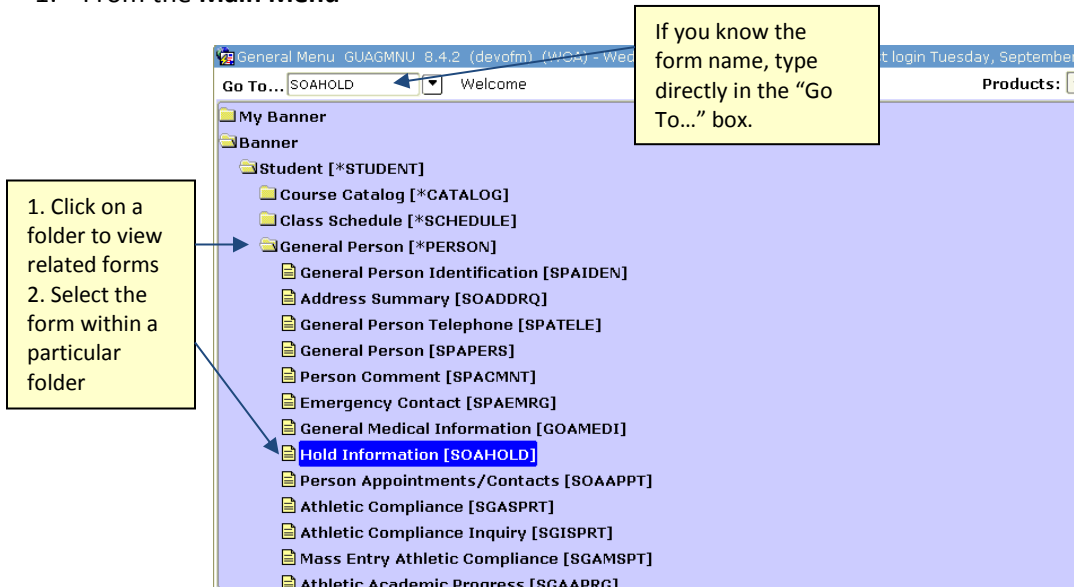 1. From the Main Menu
If you know the
form name, type
directly in the “Go
To…” box.
General Menu GUAGMNU 8.4.2 (devofm) (WOA) - Wed
t login Tuesday, September
Go To... SOAHOLD Welcome Products:
My Banner
Banner
Student [*STUDENT]
Course Catalog [*CATALOG]
Class Schedule [*SCHEDULE]
General Person [*PERSON]
General Person Identification [SPAIDEN]
Address Summary [SOADDRQ]
General Person Telephone [SPATELE]
General Person [SPAPERS]
Person Comment [SPACMNT]
Emergency Contact [SPAEMRG]
General Medical Information [GOAMEDI]
Hold Information [SOAHOLD]
Person Appointments/Contacts [SOAAPPT]
Athletic Compliance [SGASPRT]
Athletic Compliance Inquiry [SGISPRT]
Mass Entry Athletic Compliance [SGAMSPT]
Athletic Academic Progress [SGAAPRG]
1. Click on a
folder to view
related forms
2. Select the
form within a
particular
folder